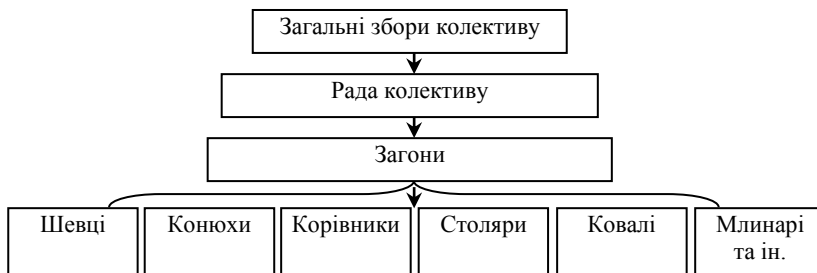 Загальні збори колективу
Рада колективу
Загони
Шевці
Конюхи
Корівники
Столяри
Ковалі
Млинарі
та ін.